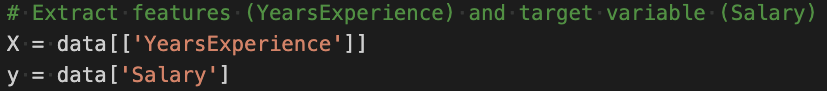 # Extract features (YearsExperience) and target variable (Salary)
X = data[['YearsExperience']]
y = data['Salary']